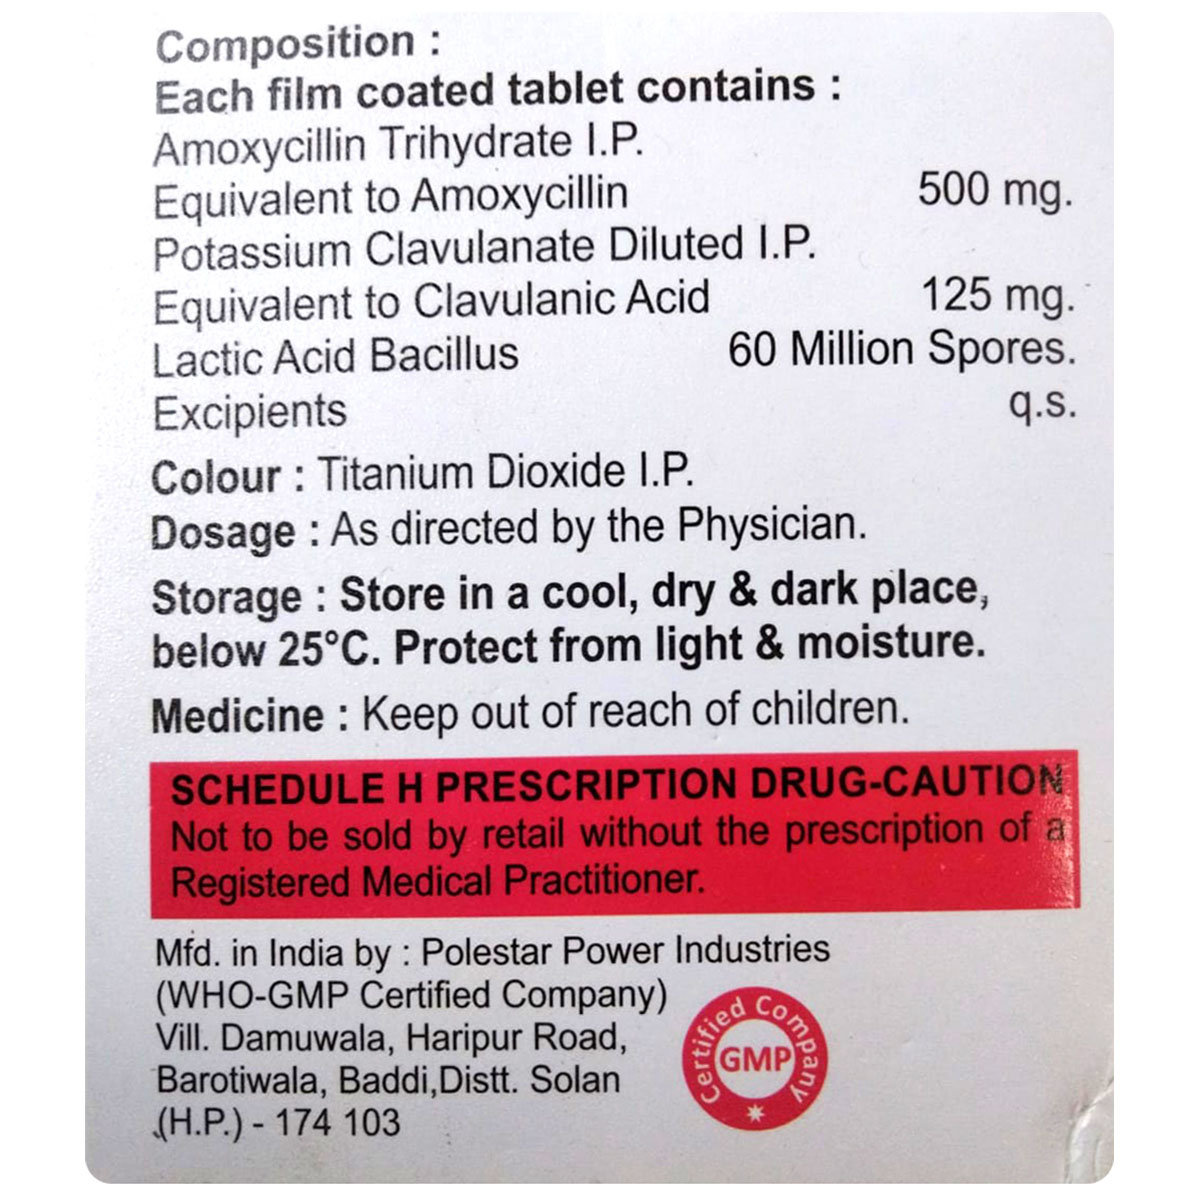 Composition :
Each film coated tablet contains :
Amoxycillin Trihydrate I.P.
Equivalent to Amoxycillin 500 mg.
Potassium Clavulanate Diluted I.P.
Equivalent to Clavulanic Acid 125 mg.
Lactic Acid Bacillus 60 Million Spores.
Excipients q.s.
Colour : Titanium Dioxide I.P.
Dosage : As directed by the Physician.
Storage : Store in a cool, dry & dark place,
below 25°C. Protect from light & moisture.
Medicine : Keep out of reach of children.
SCHEDULE H PRESCRIPTION DRUG-CAUTION
Not to be sold by retail without the prescription of a
Registered Medical Practitioner.
Mfd. in India by : Polestar Power Industries
(WHO-GMP Certified Company)
Vill. Damuwala, Haripur Road,
Barotiwala, Baddi,Distt. Solan
(H.P.) - 174 103
Certified Company
GMP